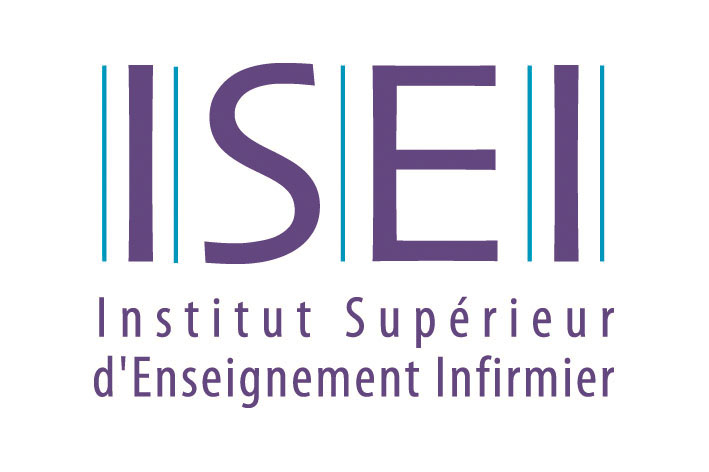 ISEI
Institut Supérieur
d'Enseignement Infirmier